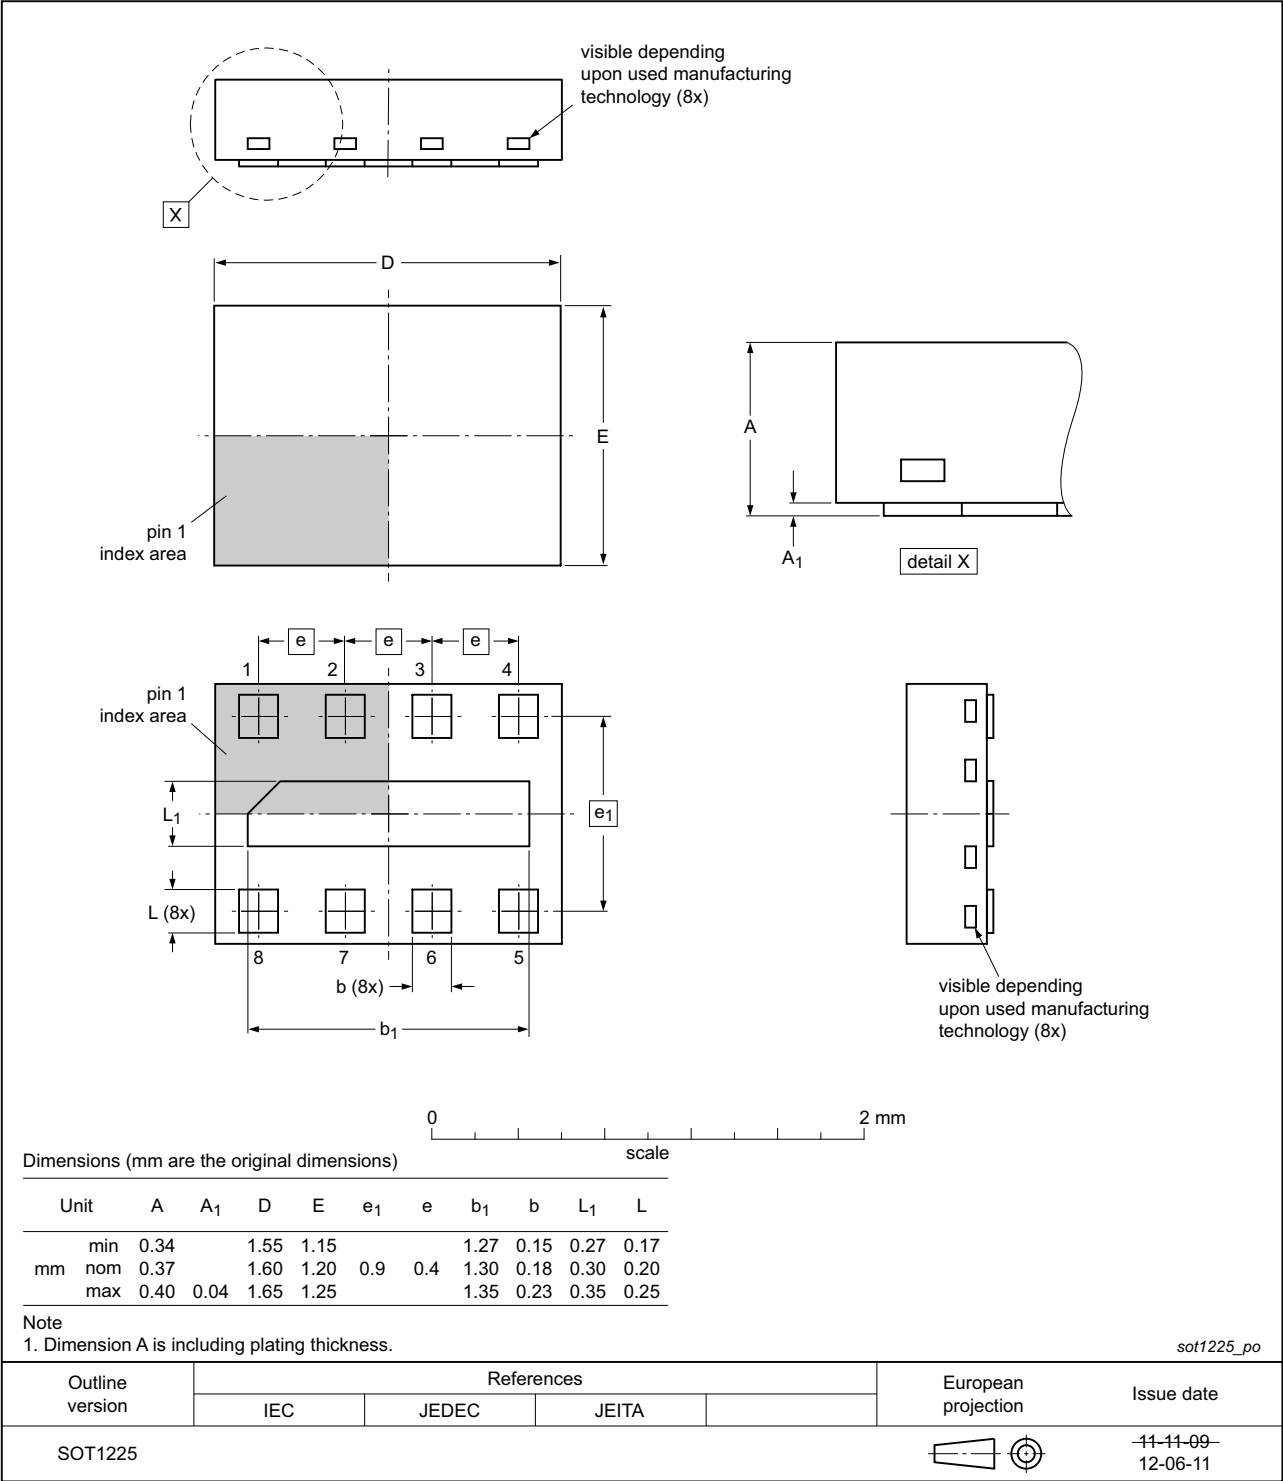 visible depending
upon used manufacturing
technology (8x)
X
D
E
pin 1
index area
A
A1
detail X
e e e
1 2 3 4
pin 1
index area
L1
e1
L (8x)
8 7 6 5
b (8x)
b1
visible depending
upon used manufacturing
technology (8x)
0 2 mm
scale
Dimensions (mm are the original dimensions)
Unit A A1 D E e1 e b1 b L1 L
min 0.34 1.55 1.15 1.27 0.15 0.27 0.17
mm nom 0.37 1.60 1.20 0.9 0.4 1.30 0.18 0.30 0.20
max 0.40 0.04 1.65 1.25 1.35 0.23 0.35 0.25
Note
1. Dimension A is including plating thickness.
sot1225_po
Outline
version
References
IEC JEDEC JEITA
European
projection
Issue date
SOT1225
11-11-09
12-06-11